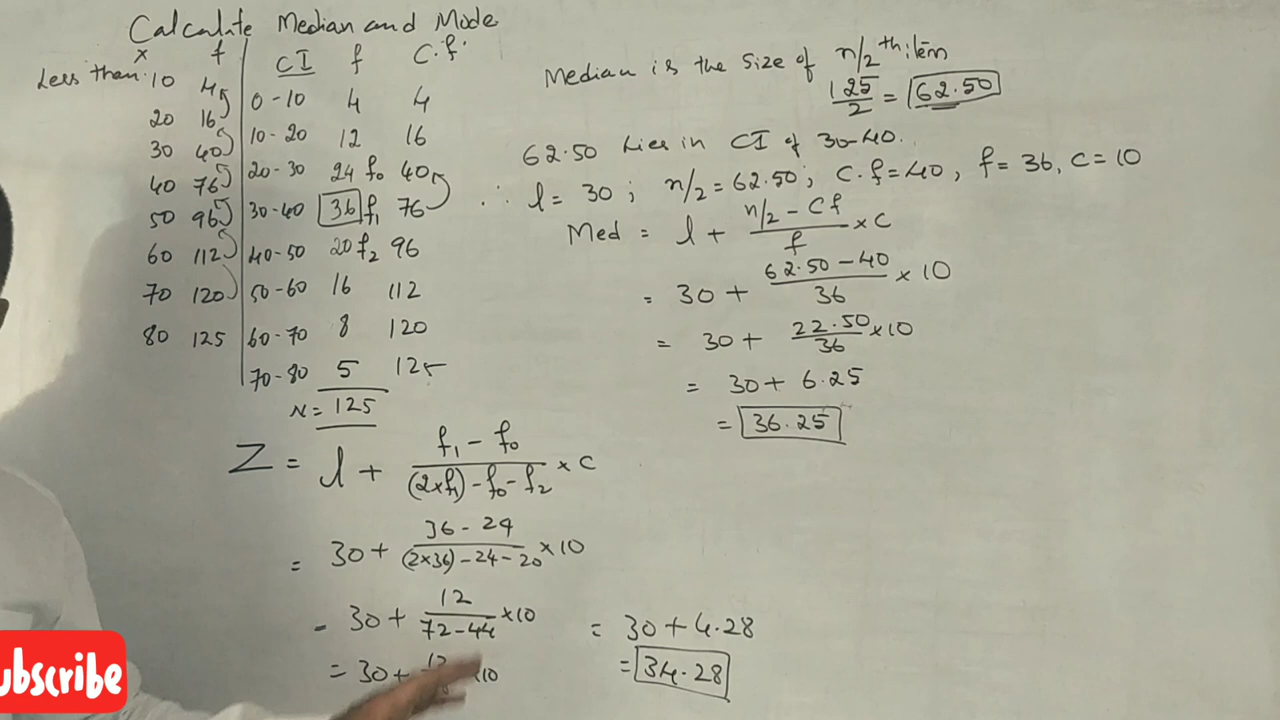 Calculate Median and Mode
x f CI f C.f.
Less than 10 4 0-10 4 4
20 16 10-20 12 16
30 40 20-30 24 f₀ 40
40 76 30-40 36 f₁ 76
50 96 40-50 20 f₂ 96
60 112 50-60 16 112
70 120 60-70 8 120
80 125 70-80 5 125
N = 125
Median is the size of n/2 th item
125/2 = 62.50
62.50 lies in CI of 30-40.
∴ l = 30 ; n/2 = 62.50 ; C.f = 40 , f = 36, C = 10
Med = l + (n/2 - Cf)/f × C
= 30 + (62.50 - 40)/36 × 10
= 30 + 22.50/36 × 10
= 30 + 6.25
= 36.25
Z = l + (f₁ - f₀)/((2×f₁) - f₀ - f₂) × C
= 30 + (36 - 24)/((2×36) - 24 - 20) × 10
= 30 + 12/(72-44) × 10
= 30 + 12 ×10
= 30 + 4.28
= 34.28
ubscribe